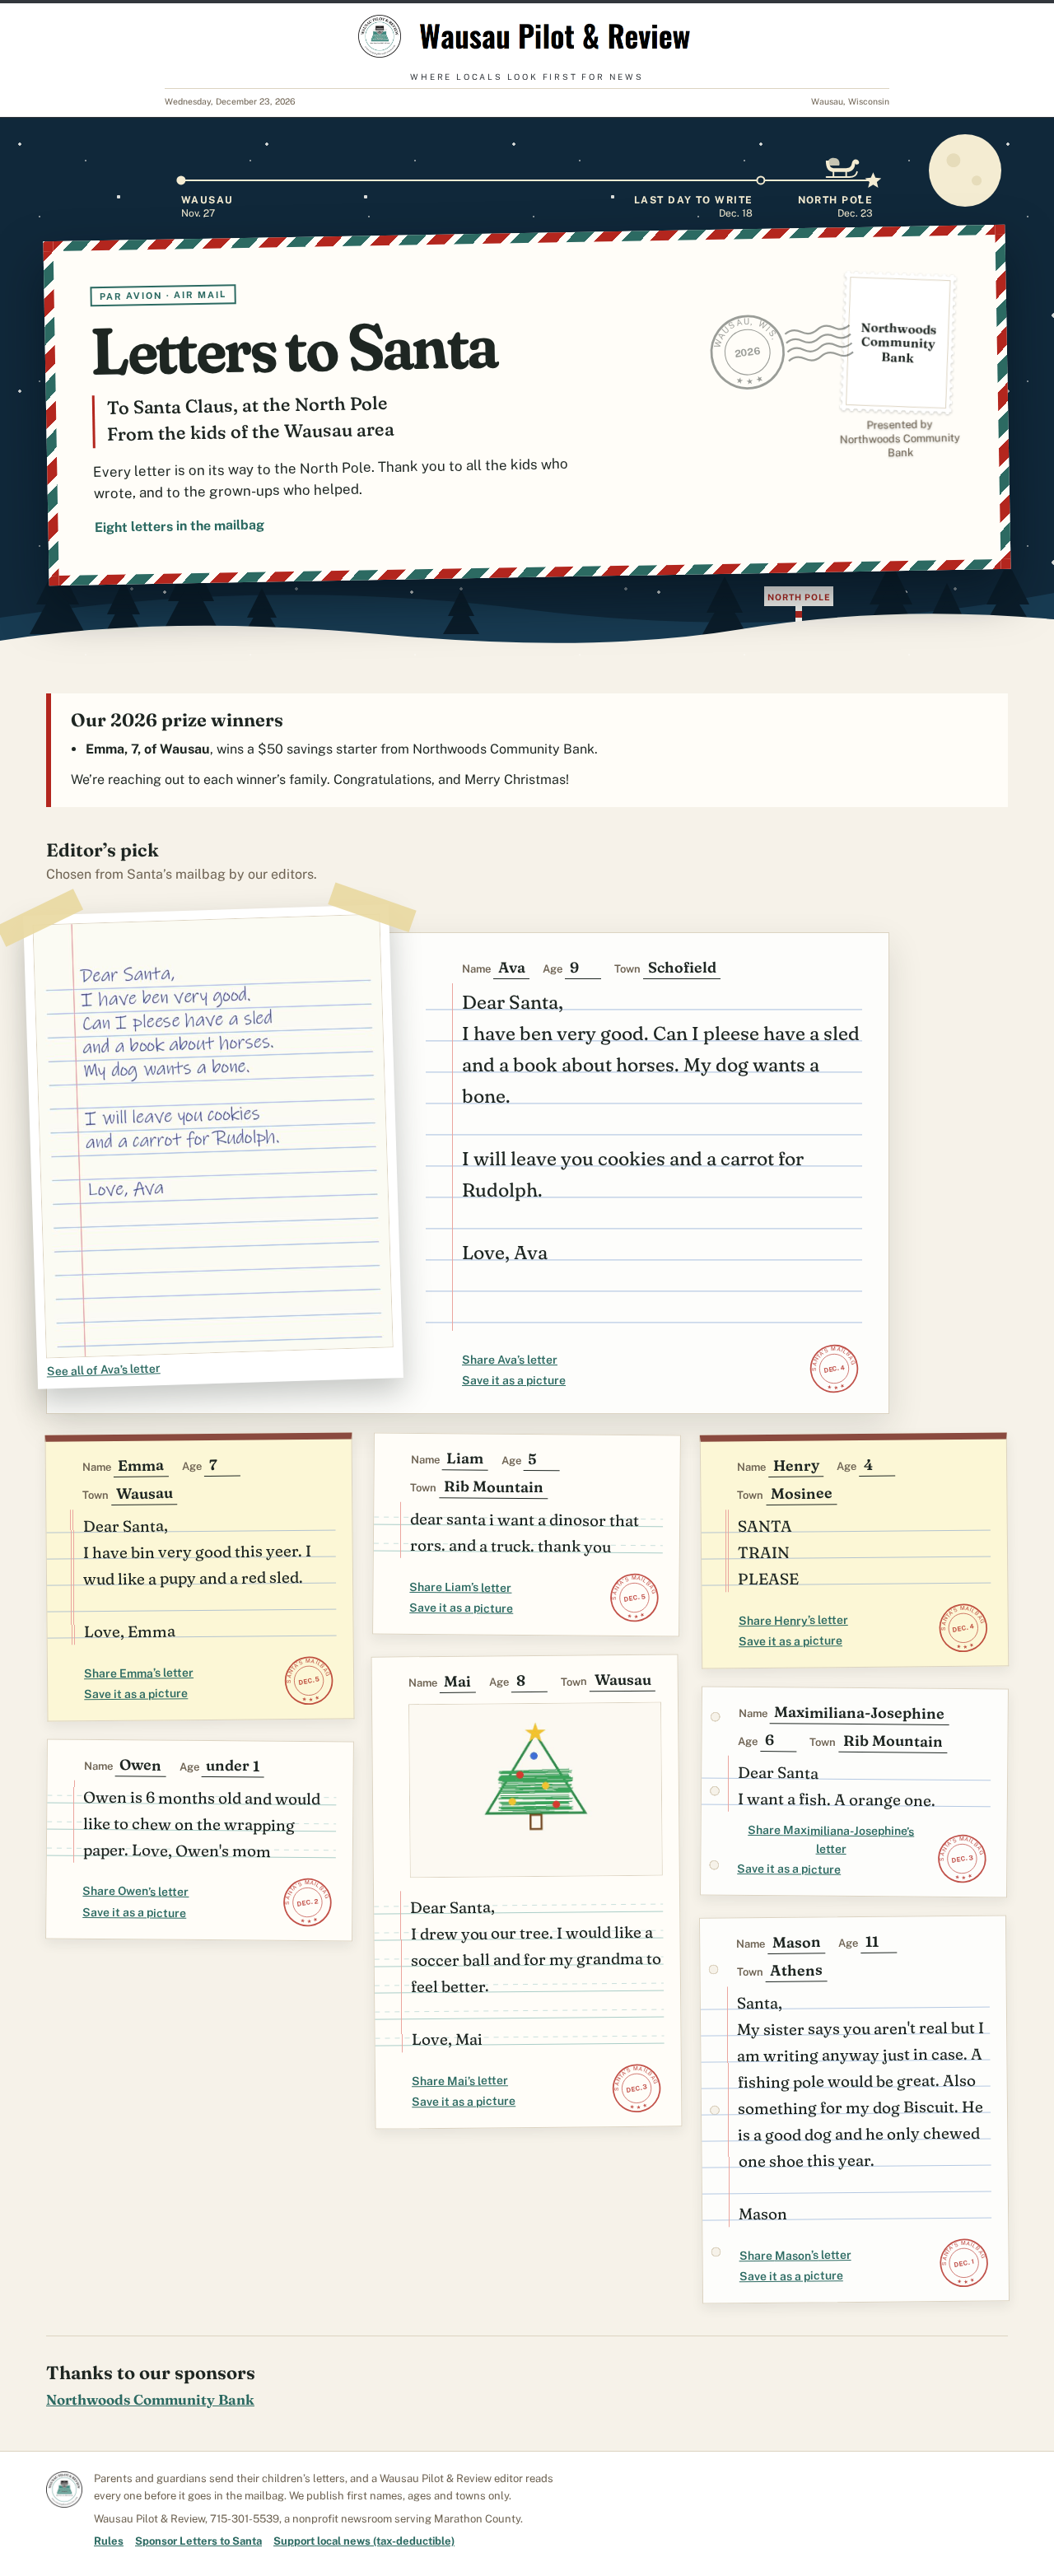 WAUSAU PILOT & REVIEW
Wausau Pilot & Review
WHERE LOCALS LOOK FIRST FOR NEWS
Wednesday, December 23, 2026
Wausau, Wisconsin
WAUSAU
Nov. 27
LAST DAY TO WRITE
Dec. 18
NORTH POLE
Dec. 23
PAR AVION · AIR MAIL
Letters to Santa
To Santa Claus, at the North Pole
From the kids of the Wausau area
Every letter is on its way to the North Pole. Thank you to all the kids who
wrote, and to the grown-ups who helped.
Eight letters in the mailbag
WAUSAU, WIS.
2026
Northwoods
Community
Bank
Presented by
Northwoods Community
Bank
NORTH POLE
Our 2026 prize winners
• Emma, 7, of Wausau, wins a $50 savings starter from Northwoods Community Bank.
We're reaching out to each winner's family. Congratulations, and Merry Christmas!
Editor's pick
Chosen from Santa's mailbag by our editors.
Dear Santa,
I have ben very good.
Can I pleese have a sled
and a book about horses.
My dog wants a bone.
I will leave you cookies
and a carrot for Rudolph.
Love, Ava
See all of Ava's letter
Name Ava Age 9 Town Schofield
Dear Santa,
I have ben very good. Can I pleese have a sled
and a book about horses. My dog wants a
bone.
I will leave you cookies and a carrot for
Rudolph.
Love, Ava
Share Ava's letter
Save it as a picture
SANTA'S MAILBAG
DEC. 4
Name Emma Age 7
Town Wausau
Dear Santa,
I have bin very good this yeer. I
wud like a pupy and a red sled.
Love, Emma
Share Emma's letter
Save it as a picture
SANTA'S MAILBAG
DEC. 5
Name Owen Age under 1
Owen is 6 months old and would
like to chew on the wrapping
paper. Love, Owen's mom
Share Owen's letter
Save it as a picture
SANTA'S MAILBAG
DEC. 2
Name Liam Age 5
Town Rib Mountain
dear santa i want a dinosor that
rors. and a truck. thank you
Share Liam's letter
Save it as a picture
SANTA'S MAILBAG
DEC. 5
Name Mai Age 8 Town Wausau
Dear Santa,
I drew you our tree. I would like a
soccer ball and for my grandma to
feel better.
Love, Mai
Share Mai's letter
Save it as a picture
SANTA'S MAILBAG
DEC. 3
Name Henry Age 4
Town Mosinee
SANTA
TRAIN
PLEASE
Share Henry's letter
Save it as a picture
SANTA'S MAILBAG
DEC. 4
Name Maximiliana-Josephine
Age 6 Town Rib Mountain
Dear Santa
I want a fish. A orange one.
Share Maximiliana-Josephine's
letter
Save it as a picture
SANTA'S MAILBAG
DEC. 3
Name Mason Age 11
Town Athens
Santa,
My sister says you aren't real but I
am writing anyway just in case. A
fishing pole would be great. Also
something for my dog Biscuit. He
is a good dog and he only chewed
one shoe this year.
Mason
Share Mason's letter
Save it as a picture
SANTA'S MAILBAG
DEC. 1
Thanks to our sponsors
Northwoods Community Bank
Parents and guardians send their children's letters, and a Wausau Pilot & Review editor reads
every one before it goes in the mailbag. We publish first names, ages and towns only.
Wausau Pilot & Review, 715-301-5539, a nonprofit newsroom serving Marathon County.
Rules Sponsor Letters to Santa Support local news (tax-deductible)